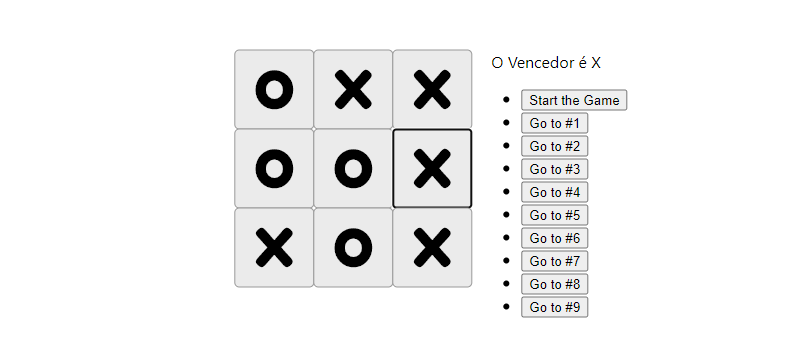 O X X
O O X
X O X
O Vencedor é X
Start the Game
Go to #1
Go to #2
Go to #3
Go to #4
Go to #5
Go to #6
Go to #7
Go to #8
Go to #9